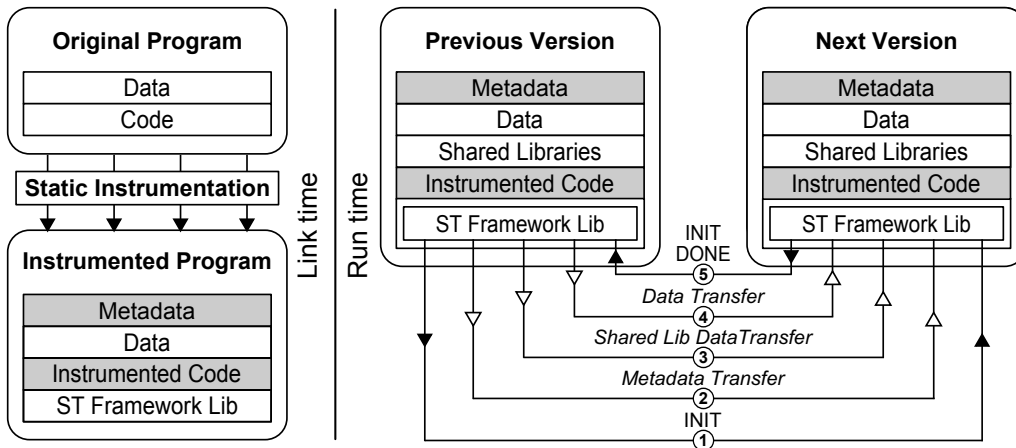 Original Program
Data
Code
Static Instrumentation
Instrumented Program
Metadata
Data
Instrumented Code
ST Framework Lib
Link time
Run time
Previous Version
Metadata
Data
Shared Libraries
Instrumented Code
ST Framework Lib
Next Version
Metadata
Data
Shared Libraries
Instrumented Code
ST Framework Lib
INIT
DONE
5
Data Transfer
4
Shared Lib DataTransfer
3
Metadata Transfer
2
INIT
1